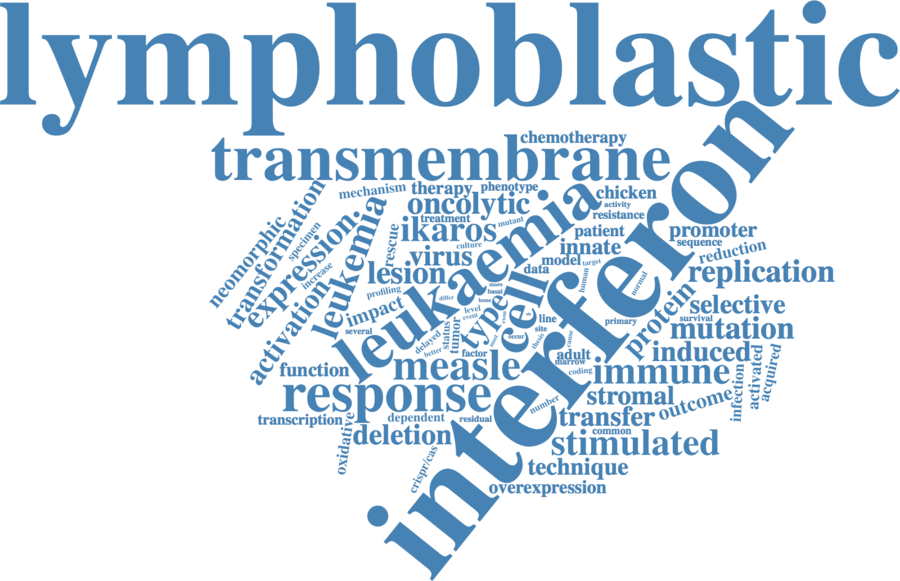 lymphoblastic
interferon
chemotherapy
transmembrane
mechanism
therapy
phenotype
chicken
oncolytic
activity
leukaemia
transformation
neomorphic
specimen
expression
leukemia
treatment
mutant
resistance
rescue
ikaros
patient
promoter
culture
innate
sequence
virus
reduction
model
target
increase
lesion
data
human
normal
replication
activation
profiling
more
basal
cell
type
protein
selective
impact
differ
bone
level
event
line
survival
several
status
tumor
site
primary
mutation
delayed
better
occur
thesis
cause
factor
adult
marrow
induced
function
measle
coding
immune
activated
acquired
infection
response
stromal
outcome
number
transcription
dependent
residual
transfer
common
oxidative
deletion
stimulated
crispr/cas
technique
overexpression